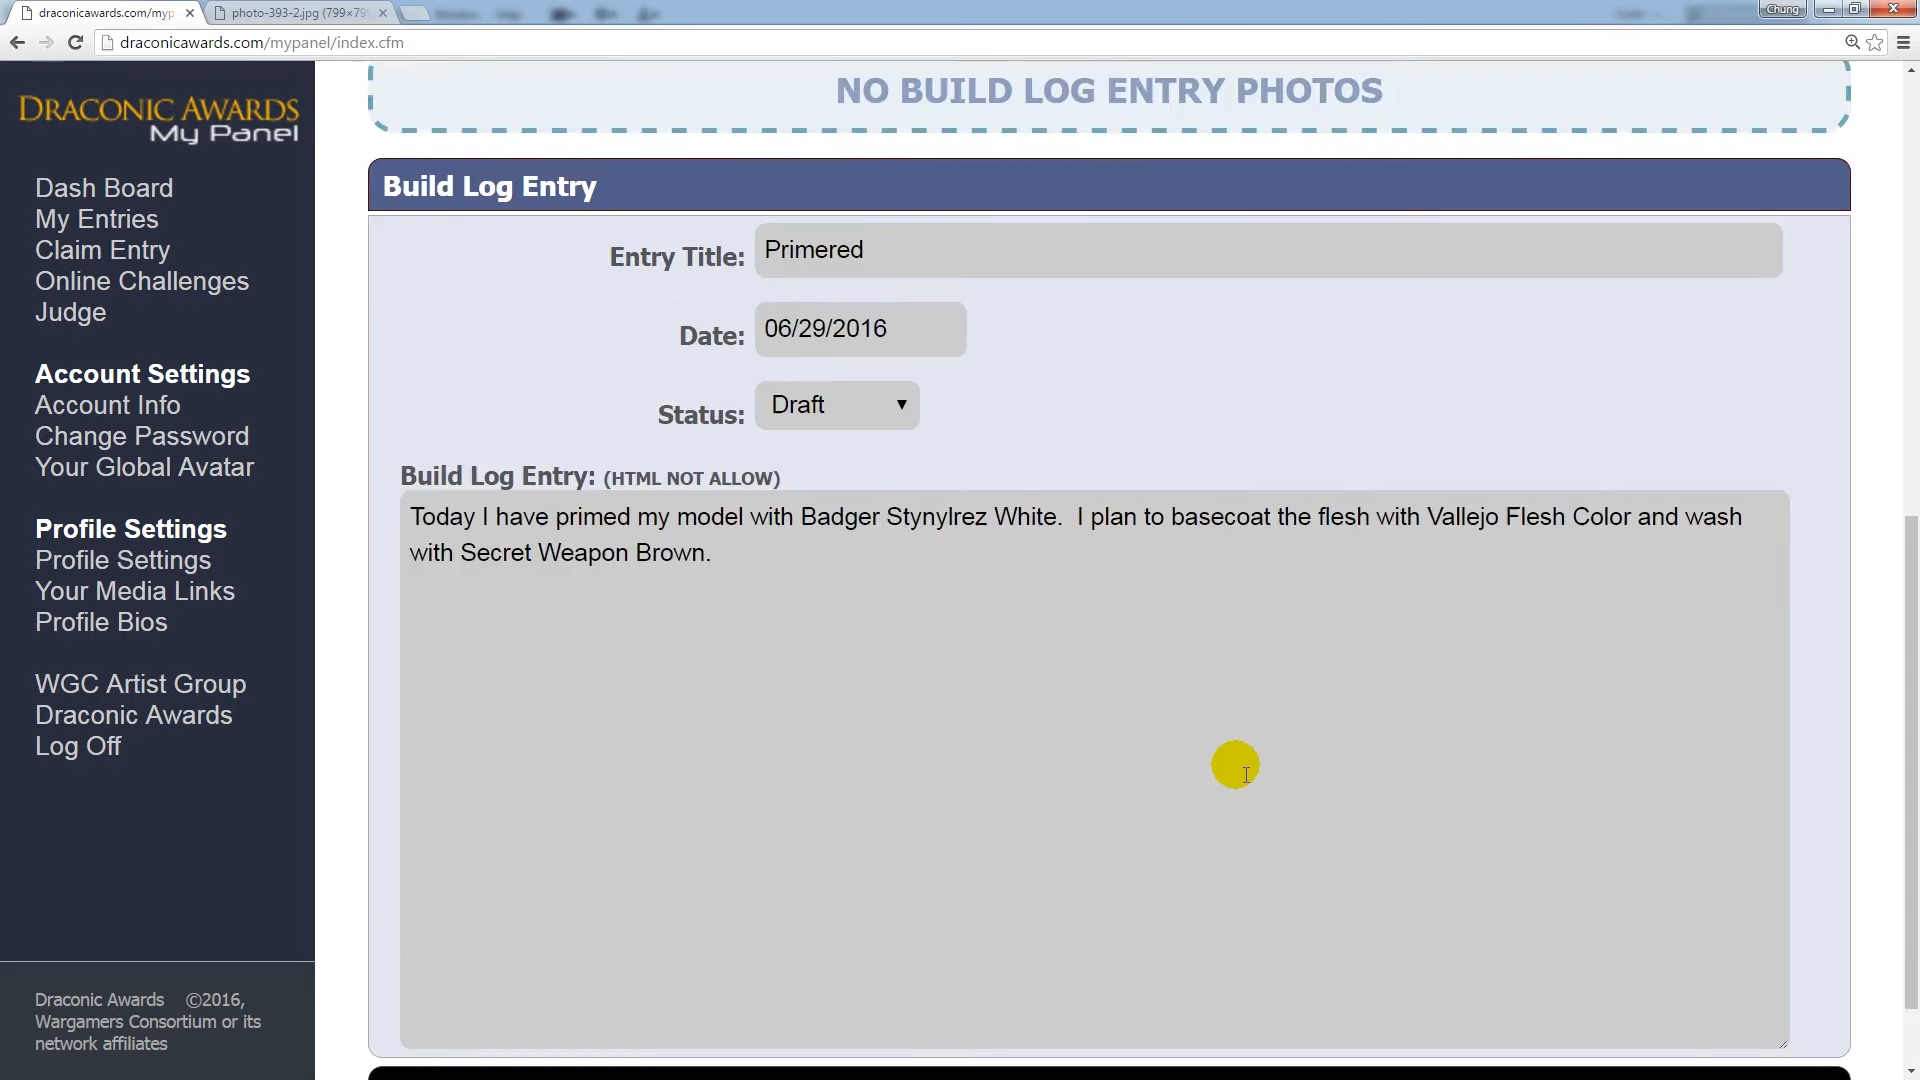 draconicawards.com/myp
photo-393-2.jpg (799×79
Chung
draconicawards.com/mypanel/index.cfm
DRACONIC AWARDS
My Panel
Dash Board
My Entries
Claim Entry
Online Challenges
Judge
Account Settings
Account Info
Change Password
Your Global Avatar
Profile Settings
Profile Settings
Your Media Links
Profile Bios
WGC Artist Group
Draconic Awards
Log Off
Draconic Awards ©2016,
Wargamers Consortium or its
network affiliates
NO BUILD LOG ENTRY PHOTOS
Build Log Entry
Entry Title: Primered
Date: 06/29/2016
Status: Draft
Build Log Entry: (HTML NOT ALLOW)
Today I have primed my model with Badger Stynylrez White.  I plan to basecoat the flesh with Vallejo Flesh Color and wash
with Secret Weapon Brown.